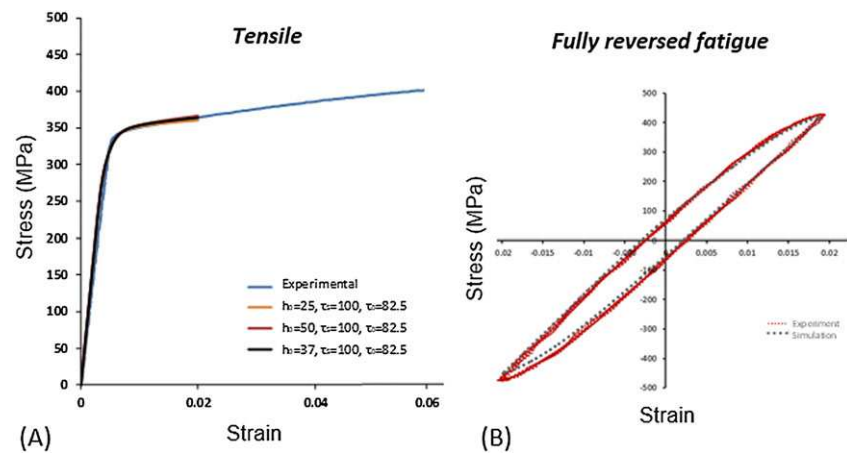 Tensile
500
450
400
350
300
250
200
150
100
50
0
Stress (MPa)
Experimental
h₀=25, τₛ=100, τ₀=82.5
h₀=50, τₛ=100, τ₀=82.5
h₀=37, τₛ=100, τ₀=82.5
0 0.02 0.04 0.06
Strain
(A)
Fully reversed fatigue
500
400
300
200
100
0
0.02 -0.015 -0.01 -0.005 0 0.005 0.01 0.015 0.02
-100
-200
-300
-400
-500
Stress (MPa)
Experiment
Simulation
Strain
(B)